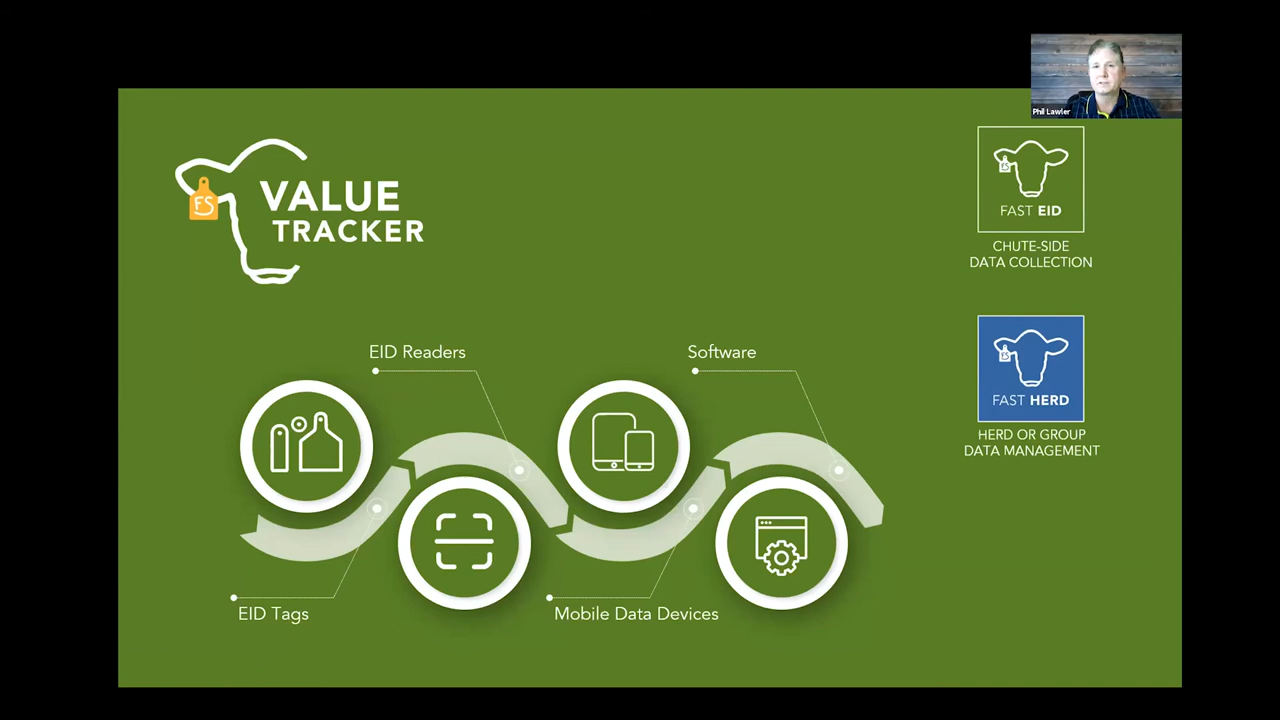 Phil Lawler
VALUE
TRACKER
FS
FAST EID
CHUTE-SIDE
DATA COLLECTION
EID Readers
Software
FAST HERD
HERD OR GROUP
DATA MANAGEMENT
EID Tags
Mobile Data Devices